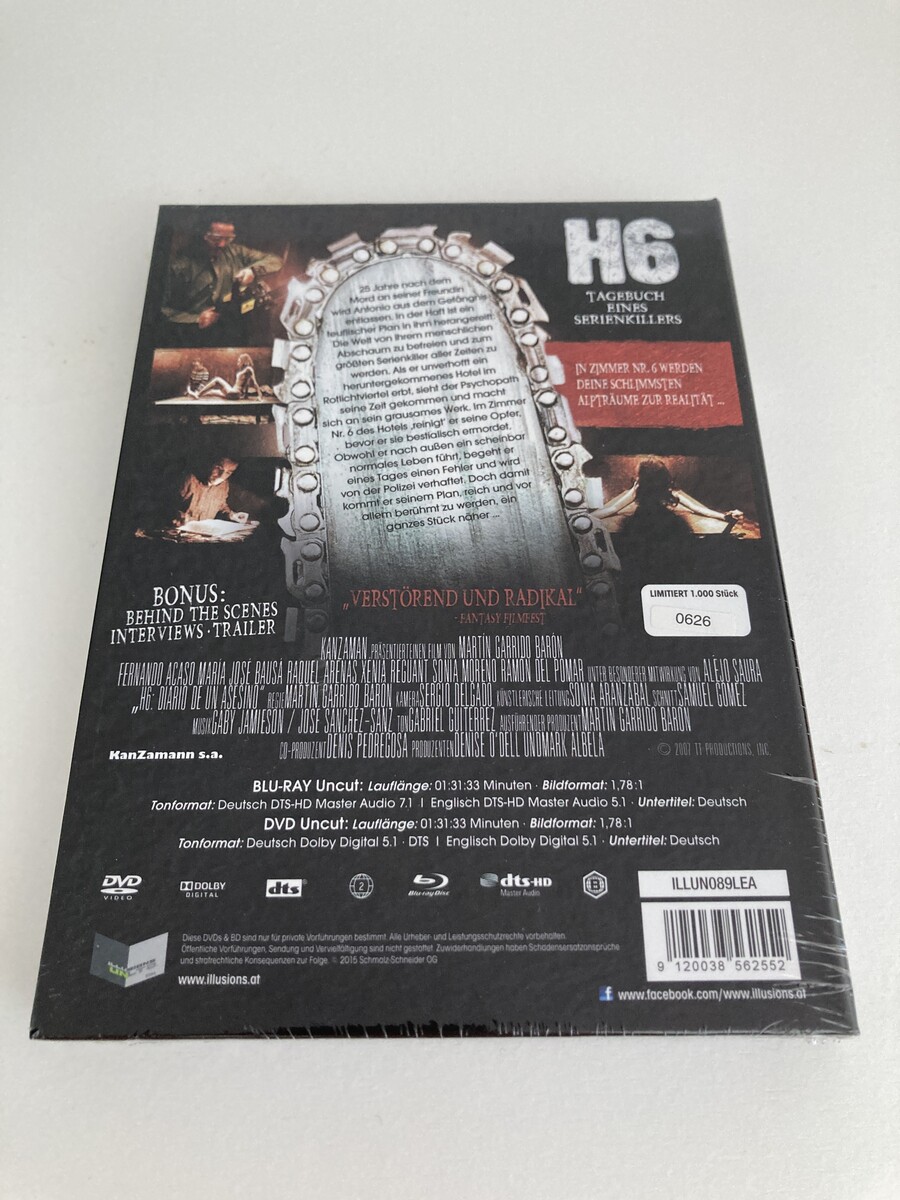 H6
TAGEBUCH
EINES
SERIENKILLERS
25 Jahre nach dem
Mord an seiner Freundin
wird Antonio aus dem Gefängnis
entlassen. In der Haft ist ein
teuflischer Plan in ihm herangereift:
Die Welt von ihrem menschlichen
Abschaum zu befreien und zum
größten Serienkiller aller Zeiten zu
werden. Als er unverhofft ein
heruntergekommenes Hotel im
Rotlichtviertel erbt, sieht der Psychopath
seine Zeit gekommen und macht
sich an sein grausames Werk. Im Zimmer
Nr. 6 des Hotels ‚reinigt' er seine Opfer,
bevor er sie bestialisch ermordet.
Obwohl er nach außen ein scheinbar
normales Leben führt, begeht er
eines Tages einen Fehler und wird
von der Polizei verhaftet. Doch damit
kommt er seinem Plan, reich und vor
allem berühmt zu werden, ein
ganzes Stück näher ...
IN ZIMMER NR. 6 WERDEN
DEINE SCHLIMMSTEN
ALPTRÄUME ZUR REALITÄT ...
BONUS:
BEHIND THE SCENES
INTERVIEWS · TRAILER
„VERSTÖREND UND RADIKAL"
- FANTASY FILMFEST
LIMITIERT 1.000 Stück
0626
KANZAMAN PRÄSENTIERT EINEN FILM VON MARTÍN GARRIDO BARÓN
FERNANDO ACASO MARÍA JOSÉ BAUSÁ RAQUEL ARENAS XENIA REGUANT SONIA MORENO RAMÓN DEL POMAR UNTER BESONDERER MITWIRKUNG VON ALEJO SAURA
„H6: DIARIO DE UN ASESINO" REGIE MARTÍN GARRIDO BARÓN KAMERA SERGIO DELGADO KÜNSTLERISCHE LEITUNG SONIA ARANZABAL SCHNITT SAMUEL GÓMEZ
MUSIK GABY JAMIESON / JOSE SANCHEZ-SANZ TON GABRIEL GUTIÉRREZ AUSFÜHRENDER PRODUZENT MARTÍN GARRIDO BARÓN
CO-PRODUZENT DENIS PEDREGOSA PRODUZENTEN DENISE O'DELL UND MARK ALBELA
KanZamann s.a.
© 2007 TF PRODUCTIONS, INC.
BLU-RAY Uncut: Lauflänge: 01:31:33 Minuten · Bildformat: 1,78:1
Tonformat: Deutsch DTS-HD Master Audio 7.1 | Englisch DTS-HD Master Audio 5.1 · Untertitel: Deutsch
DVD Uncut: Lauflänge: 01:31:33 Minuten · Bildformat: 1,78:1
Tonformat: Deutsch Dolby Digital 5.1 · DTS | Englisch Dolby Digital 5.1 · Untertitel: Deutsch
DVD VIDEO
DOLBY DIGITAL
dts
2
Blu-ray Disc
dts-HD Master Audio
B
ILLUN089LEA
Diese DVDs & BD sind nur für private Vorführungen bestimmt. Alle Urheber- und Leistungsschutzrechte vorbehalten.
Öffentliche Vorführungen, Sendung und Vervielfältigung sind nicht gestattet. Zuwiderhandlungen haben Schadensersatzansprüche
und strafrechtliche Konsequenzen zur Folge. © 2015 Schmalz-Schneider OG
www.illusions.at
9 120038 562552
www.facebook.com/www.illusions.at